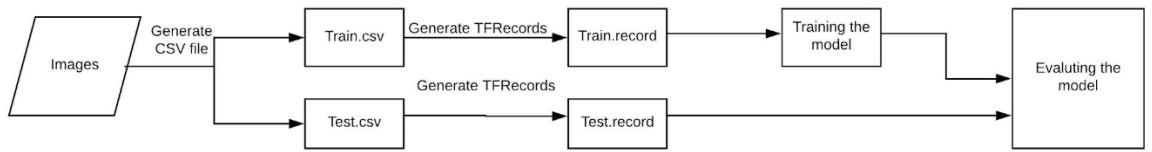 Images
Generate
CSV file
Train.csv
Generate TFRecords
Train.record
Training the
model
Evaluting the
model
Generate TFRecords
Test.csv
Test.record